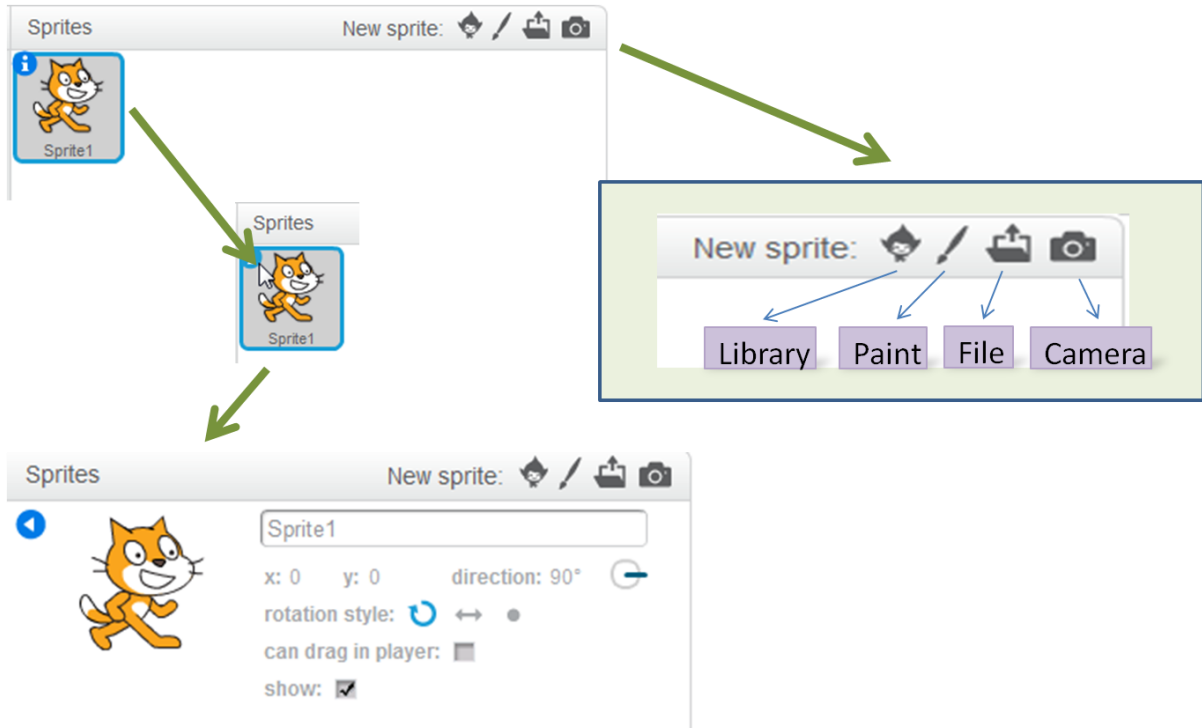 Sprites New sprite:
i
Sprite1
Sprites
Sprite1
New sprite:
Library Paint File Camera
Sprites New sprite:
Sprite1
x: 0 y: 0 direction: 90°
rotation style:
can drag in player:
show: